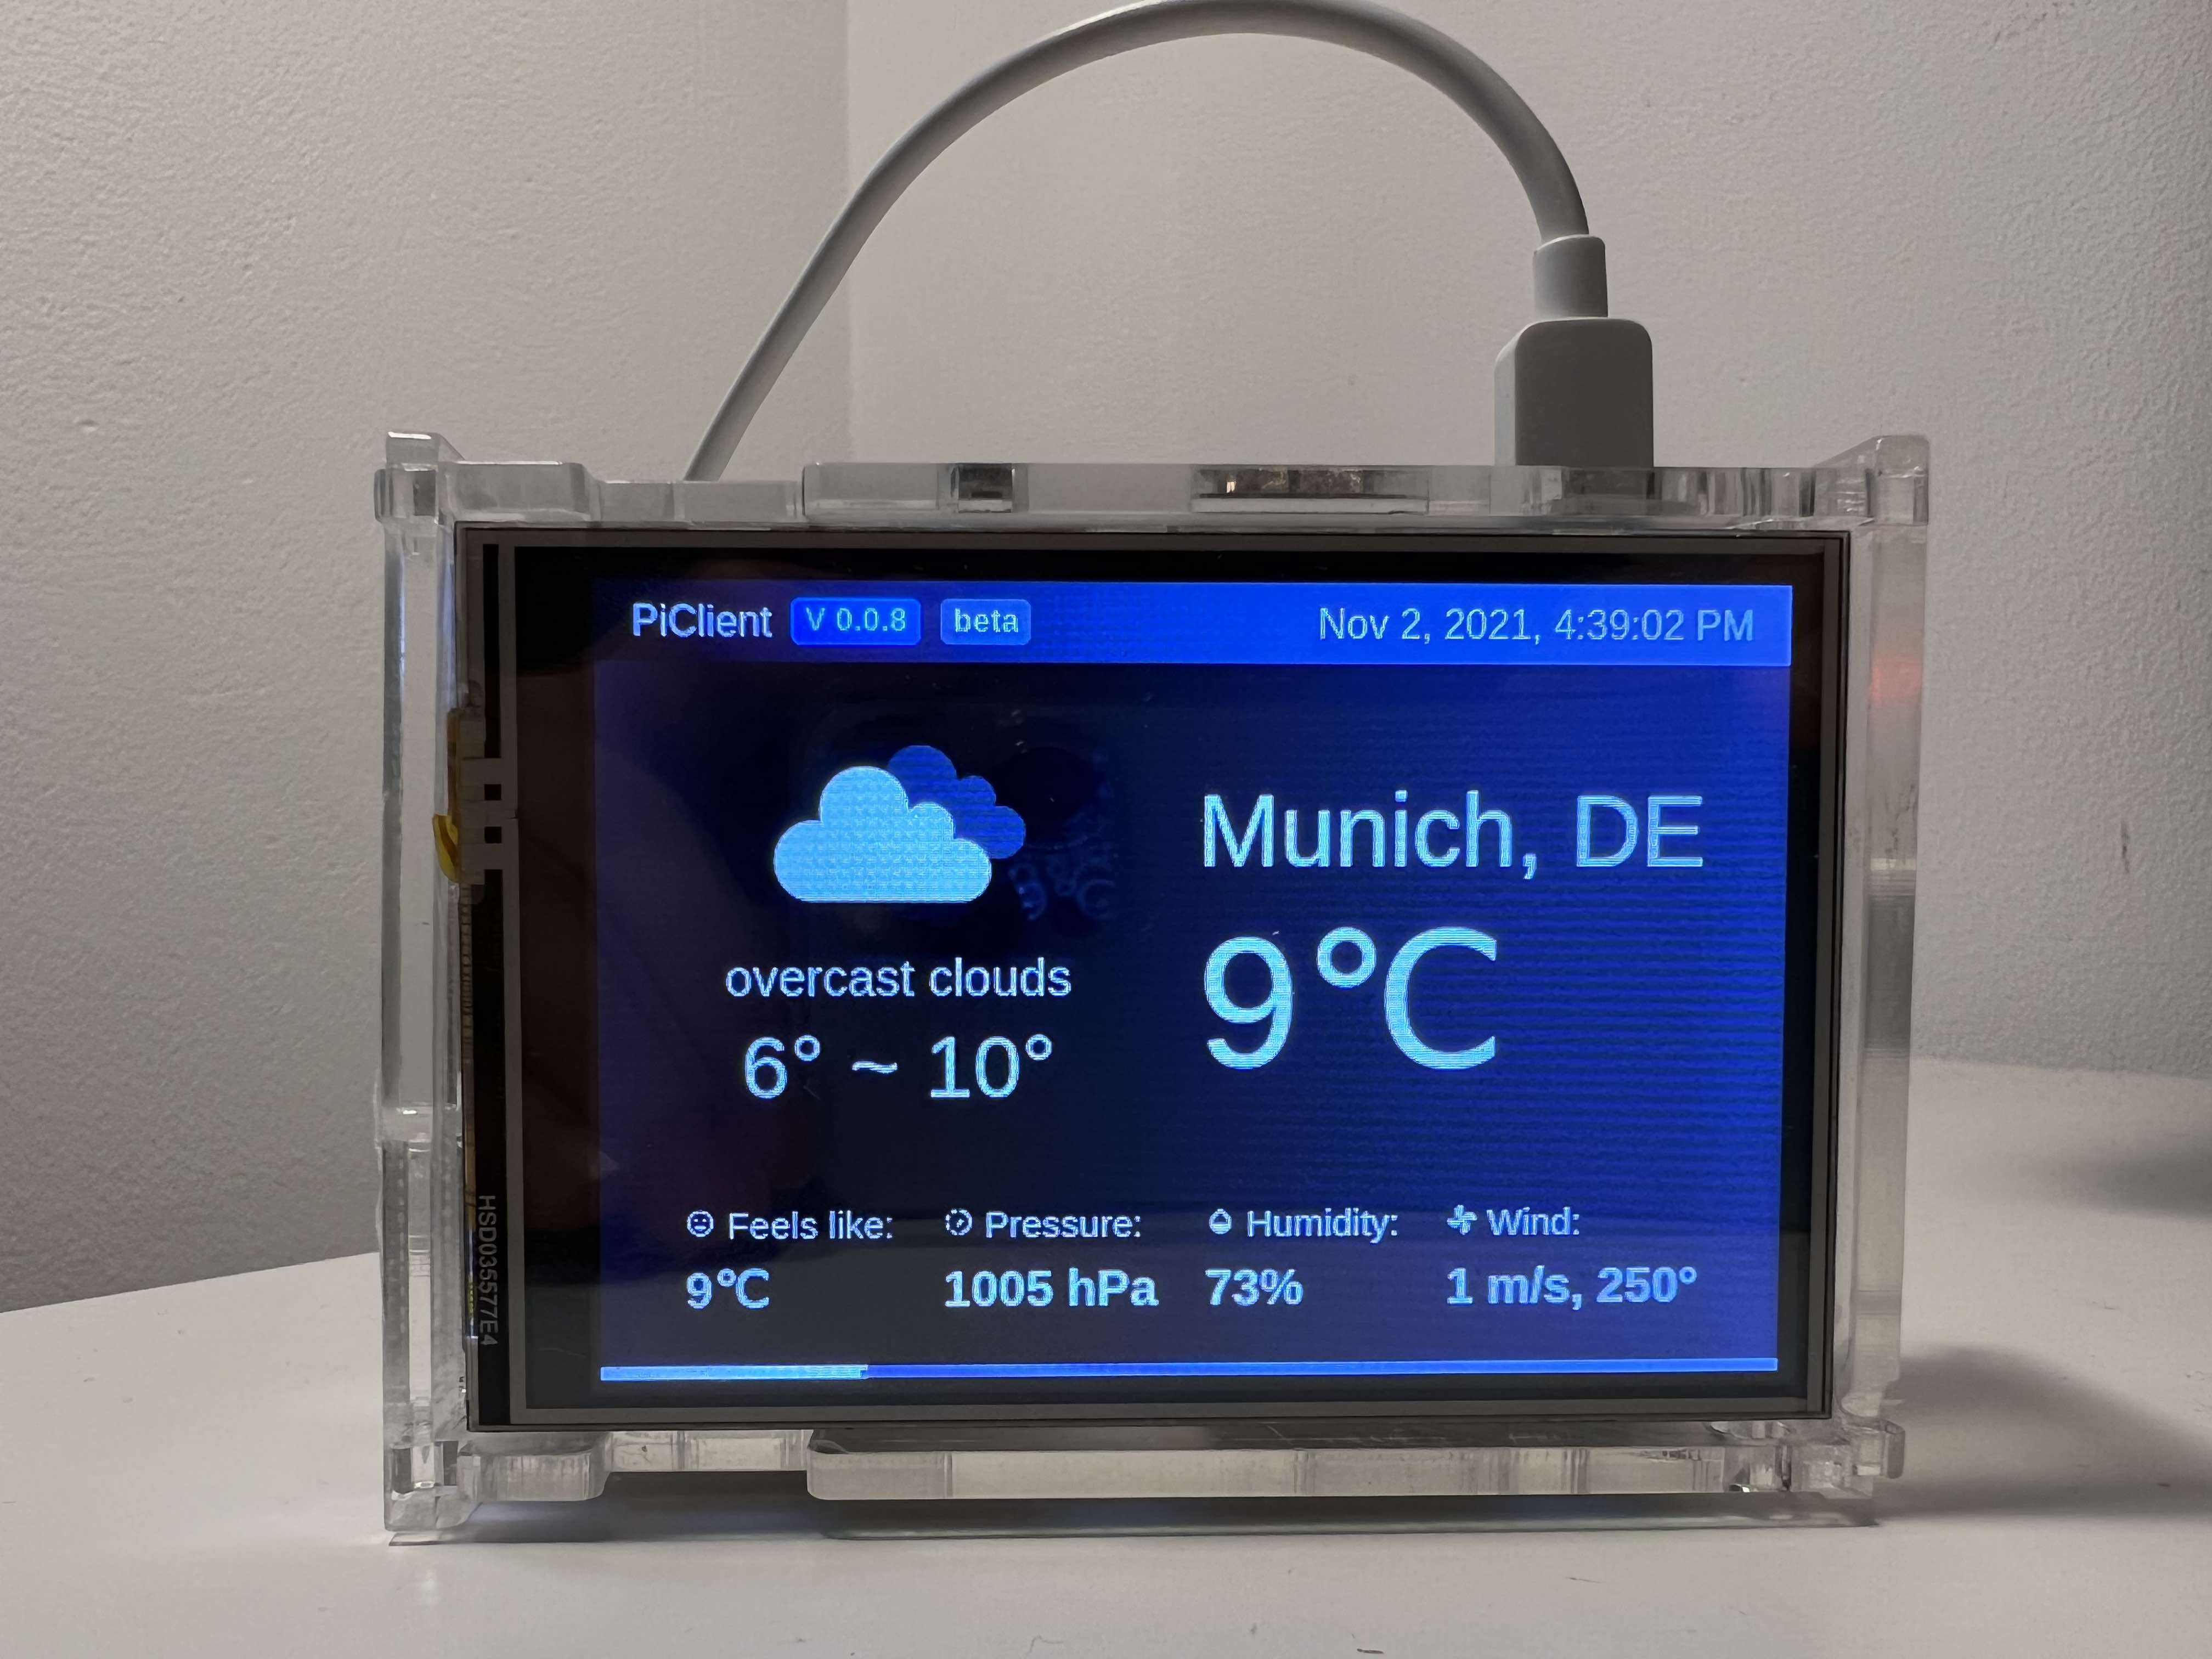 PiClient V 0.0.8 beta Nov 2, 2021, 4:39:02 PM
Munich, DE
9°C
overcast clouds
6° ~ 10°
Feels like: Pressure: Humidity: Wind:
9°C 1005 hPa 73% 1 m/s, 250°
HSD035577E4